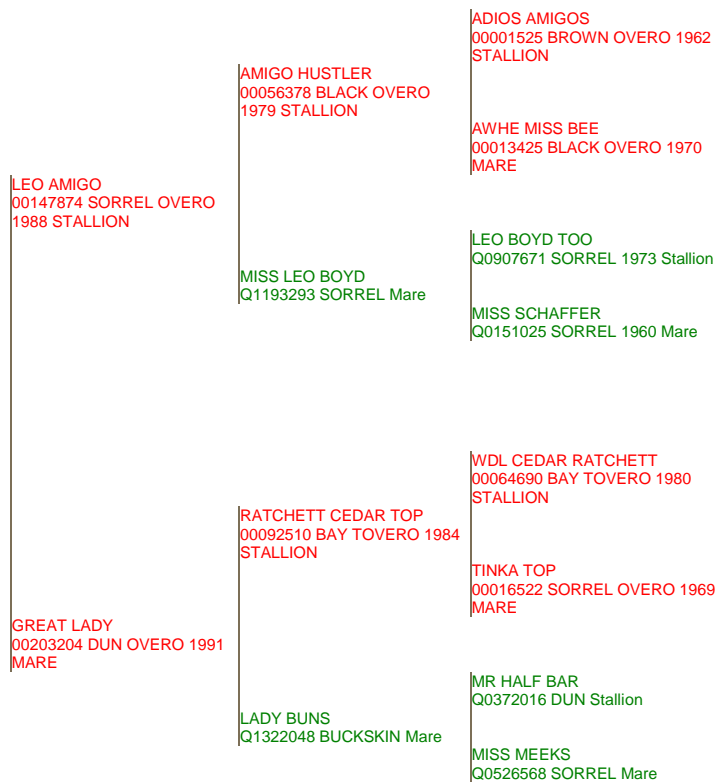 ADIOS AMIGOS
00001525 BROWN OVERO 1962
STALLION
AMIGO HUSTLER
00056378 BLACK OVERO
1979 STALLION
AWHE MISS BEE
00013425 BLACK OVERO 1970
MARE
LEO AMIGO
00147874 SORREL OVERO
1988 STALLION
LEO BOYD TOO
Q0907671 SORREL 1973 Stallion
MISS LEO BOYD
Q1193293 SORREL Mare
MISS SCHAFFER
Q0151025 SORREL 1960 Mare
WDL CEDAR RATCHETT
00064690 BAY TOVERO 1980
STALLION
RATCHETT CEDAR TOP
00092510 BAY TOVERO 1984
STALLION
TINKA TOP
00016522 SORREL OVERO 1969
MARE
GREAT LADY
00203204 DUN OVERO 1991
MARE
MR HALF BAR
Q0372016 DUN Stallion
LADY BUNS
Q1322048 BUCKSKIN Mare
MISS MEEKS
Q0526568 SORREL Mare